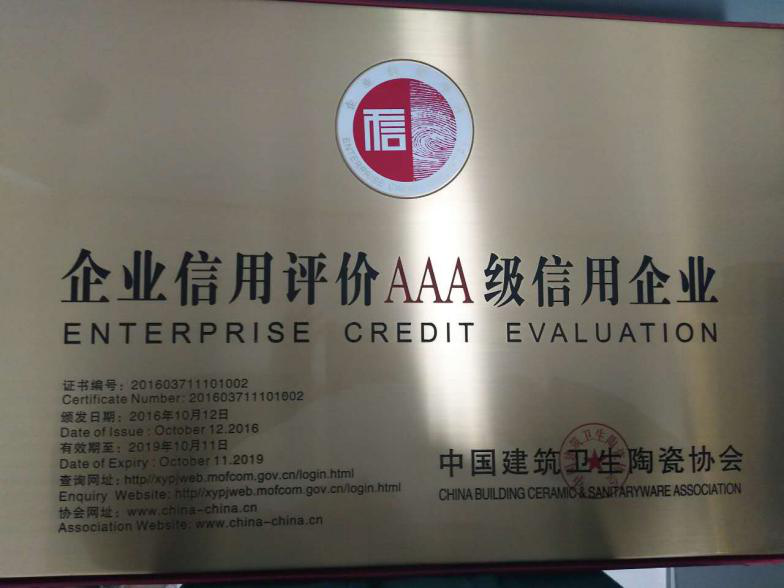 信
企业信用评价AAA级信用企业
ENTERPRISE CREDIT EVALUATION
证书编号：201603711101002
Certificate Number：201603711101002
颁发日期：2016年10月12日
Date of Issue：October 12.2016
有效期至：2019年10月11日
Date of Expiry：October 11.2019
查询网址：http//xypjweb.mofcom.gov.cn/login.html
Enquiry Website：http//xypjweb.mofcom.gov.cn/login.html
协会网址：www.china-china.cn
Association Website：www.china-china.cn
中国建筑卫生陶瓷协会
CHINA BUILDING CERAMIC & SANITARYWARE ASSOCIATION